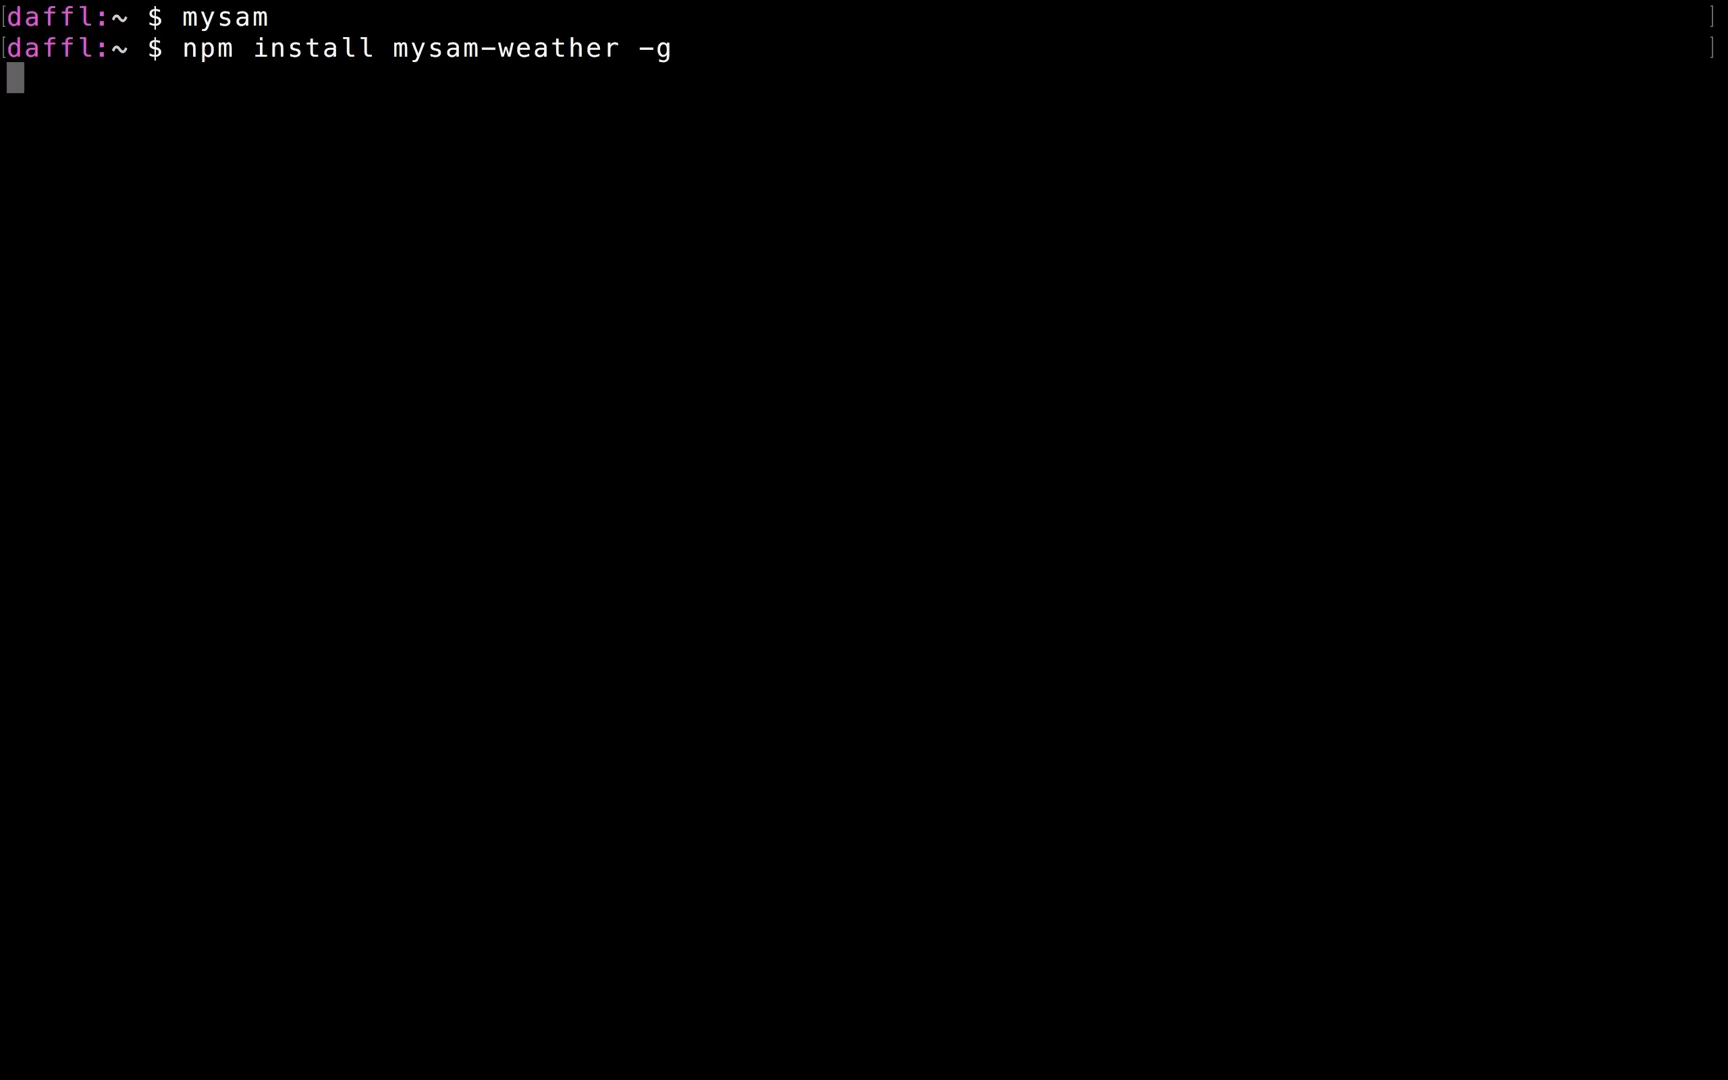 [daffl:~ $ mysam ]
[daffl:~ $ npm install mysam-weather -g ]